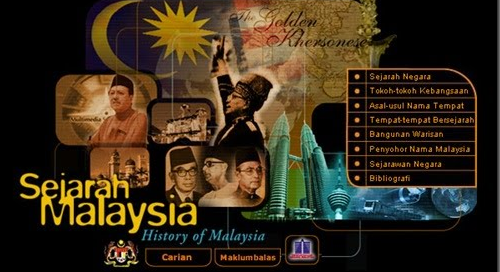 The Golden
Khersonese
Multimedia
Sejarah Negara
Tokoh-tokoh Kebangsaan
Asal-usul Nama Tempat
Tempat-tempat Bersejarah
Bangunan Warisan
Penyohor Nama Malaysia
Sejarawan Negara
Bibliografi
Sejarah
Malaysia
History of Malaysia
Carian
Maklumbalas